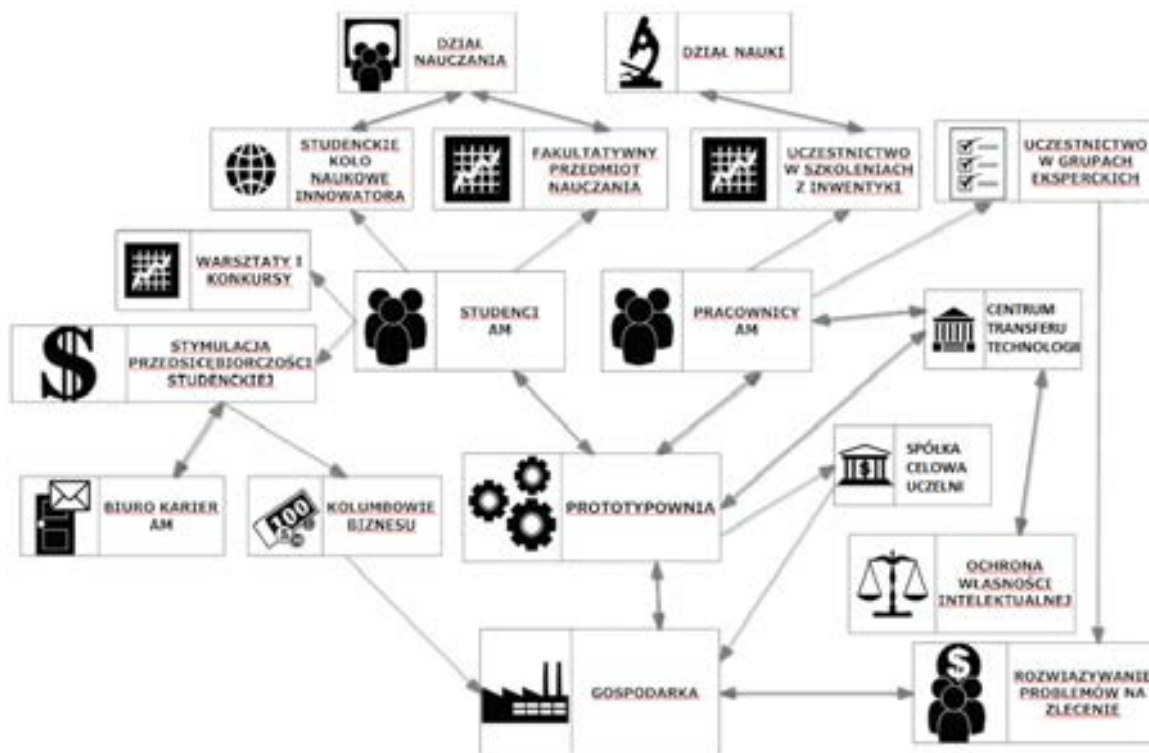 DZIAŁ
NAUCZANIA
DZIAŁ NAUKI
STUDENCKIE
KOŁO
NAUKOWE
INNOWATORA
FAKULTATYWNY
PRZEDMIOT
NAUCZANIA
UCZESTNICTWO
W SZKOLENIACH
Z INWENTYKI
UCZESTNICTWO
W GRUPACH
EKSPERCKICH
WARSZTATY I
KONKURSY
STUDENCI
AM
PRACOWNICY
AM
CENTRUM
TRANSFERU
TECHNOLOGII
$
STYMULACJA
PRZEDSIĘBIORCZOŚCI
STUDENCKIEJ
$
SPÓŁKA
CELOWA
UCZELNI
BIURO KARIER
AM
100
KOLUMBOWIE
BIZNESU
PROTOTYPOWNIA
OCHRONA
WŁASNOŚCI
INTELEKTUALNEJ
GOSPODARKA
$
ROZWIAZYWANIE
PROBLEMÓW NA
ZLECENIE